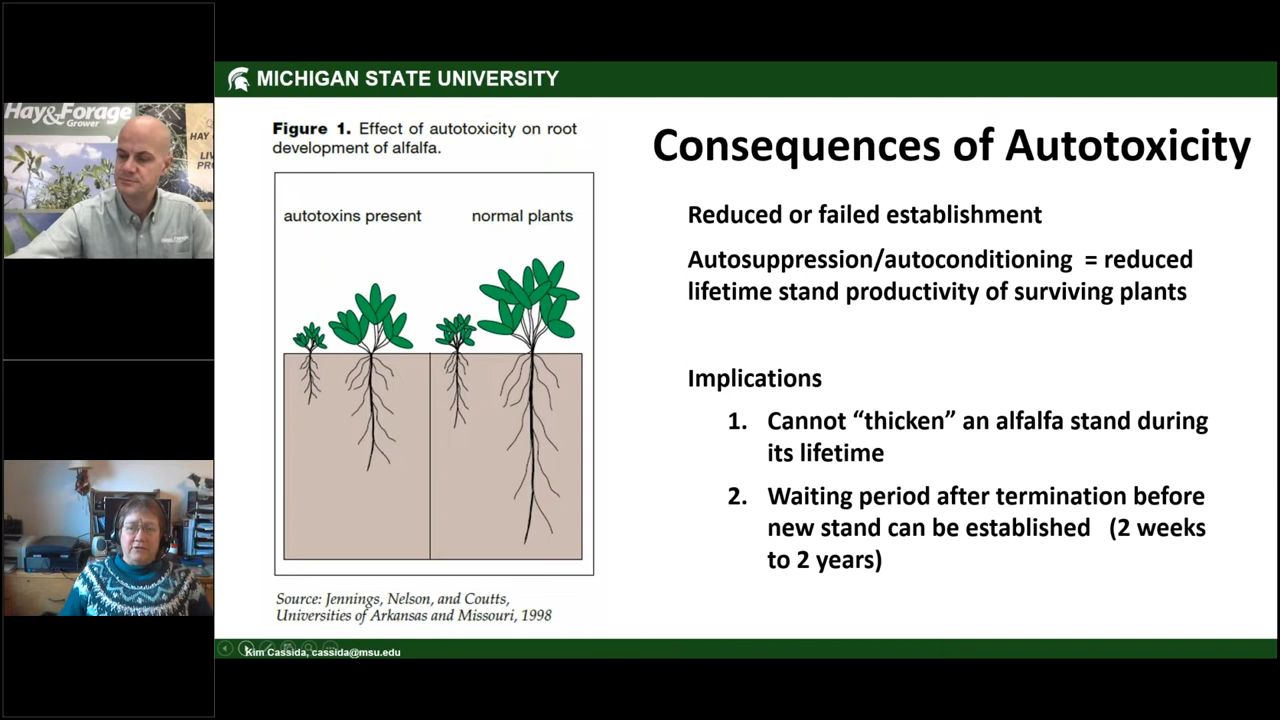 MICHIGAN STATE UNIVERSITY
Hay&Forage
Grower
HAY
LIV
PRO
Figure 1. Effect of autotoxicity on root
development of alfalfa.
autotoxins present normal plants
Source: Jennings, Nelson, and Coutts,
Universities of Arkansas and Missouri, 1998
Consequences of Autotoxicity
Reduced or failed establishment
Autosuppression/autoconditioning = reduced
lifetime stand productivity of surviving plants
Implications
1. Cannot “thicken” an alfalfa stand during
its lifetime
2. Waiting period after termination before
new stand can be established (2 weeks
to 2 years)
Kim Cassida, cassida@msu.edu